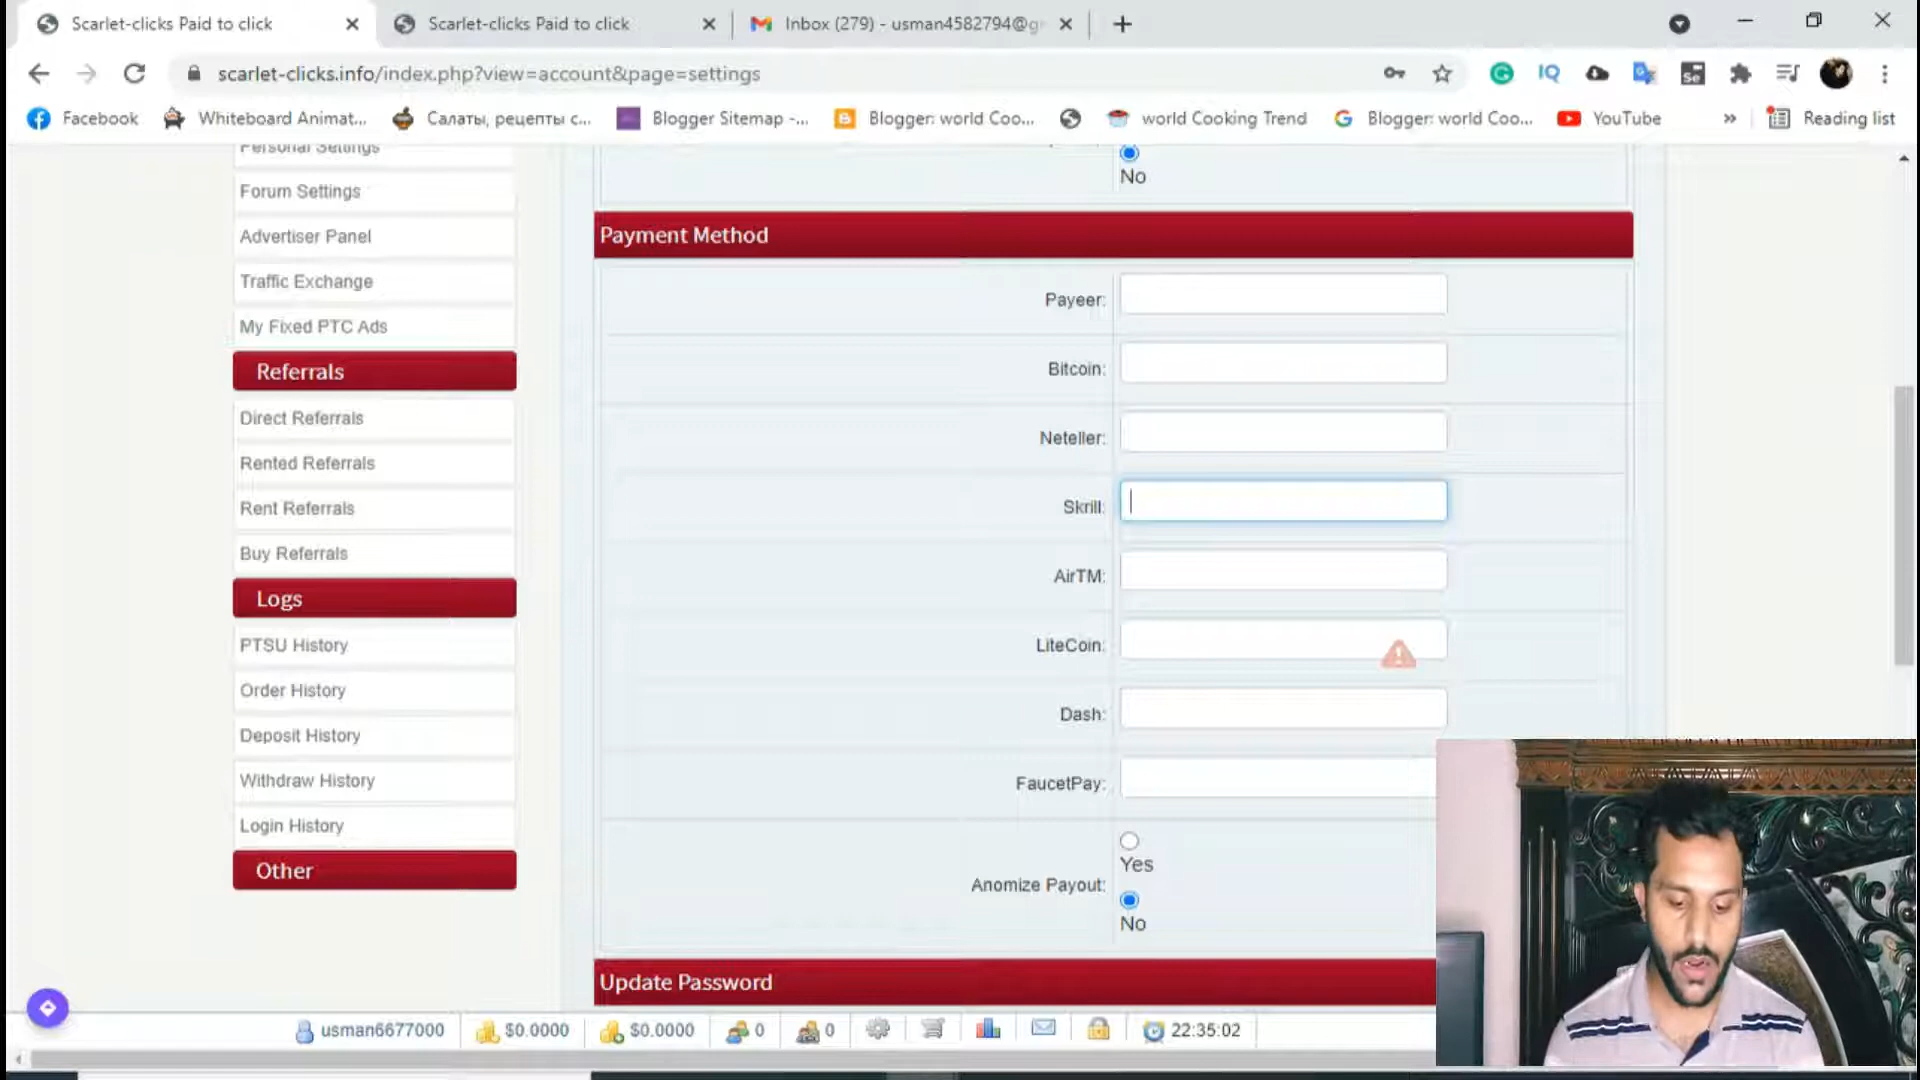 Scarlet-clicks Paid to click
Scarlet-clicks Paid to click
Inbox (279) - usman4582794@g
scarlet-clicks.info/index.php?view=account&page=settings
Facebook
Whiteboard Animat...
Салаты, рецепты с...
Blogger Sitemap -...
Blogger: world Coo...
world Cooking Trend
Blogger: world Coo...
YouTube
»
Reading list
Personal Settings
Forum Settings
Advertiser Panel
Traffic Exchange
My Fixed PTC Ads
Referrals
Direct Referrals
Rented Referrals
Rent Referrals
Buy Referrals
Logs
PTSU History
Order History
Deposit History
Withdraw History
Login History
Other
No
Payment Method
Payeer:
Bitcoin:
Neteller:
Skrill:
AirTM:
LiteCoin:
Dash:
FaucetPay:
Anomize Payout:
Yes
No
Update Password
usman6677000
$0.0000
$0.0000
0
0
22:35:02